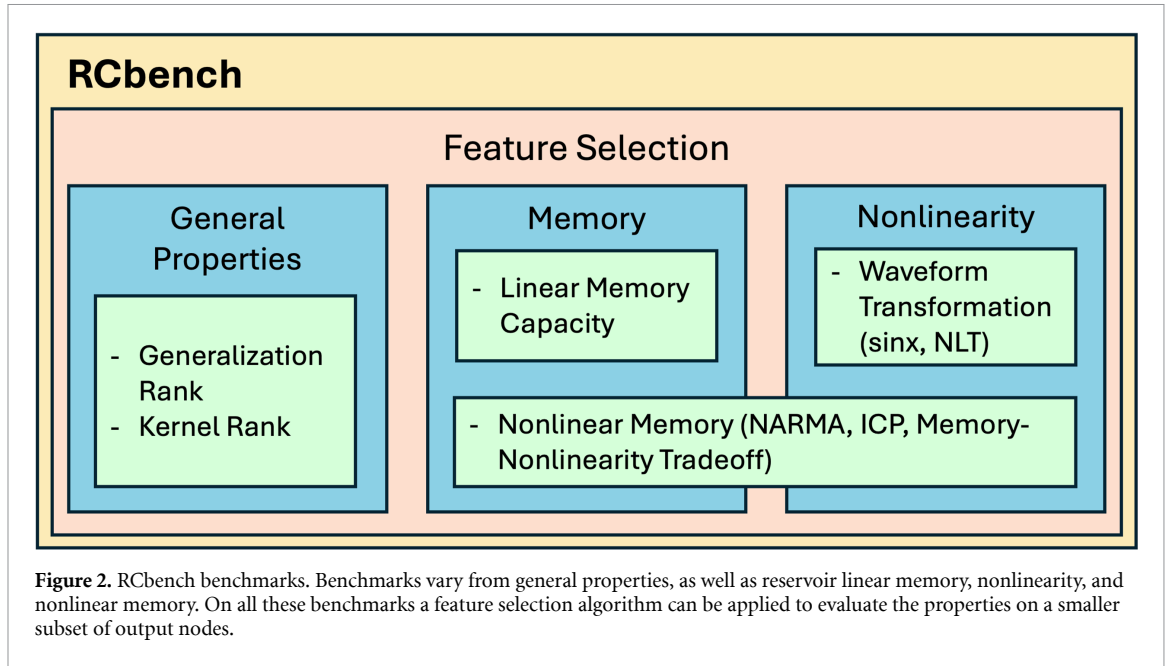 RCbench
Feature Selection
General
Properties
- Generalization
Rank
- Kernel Rank
Memory
- Linear Memory
Capacity
Nonlinearity
- Waveform
Transformation
(sinx, NLT)
- Nonlinear Memory (NARMA, ICP, Memory-
Nonlinearity Tradeoff)
Figure 2. RCbench benchmarks. Benchmarks vary from general properties, as well as reservoir linear memory, nonlinearity, and
nonlinear memory. On all these benchmarks a feature selection algorithm can be applied to evaluate the properties on a smaller
subset of output nodes.